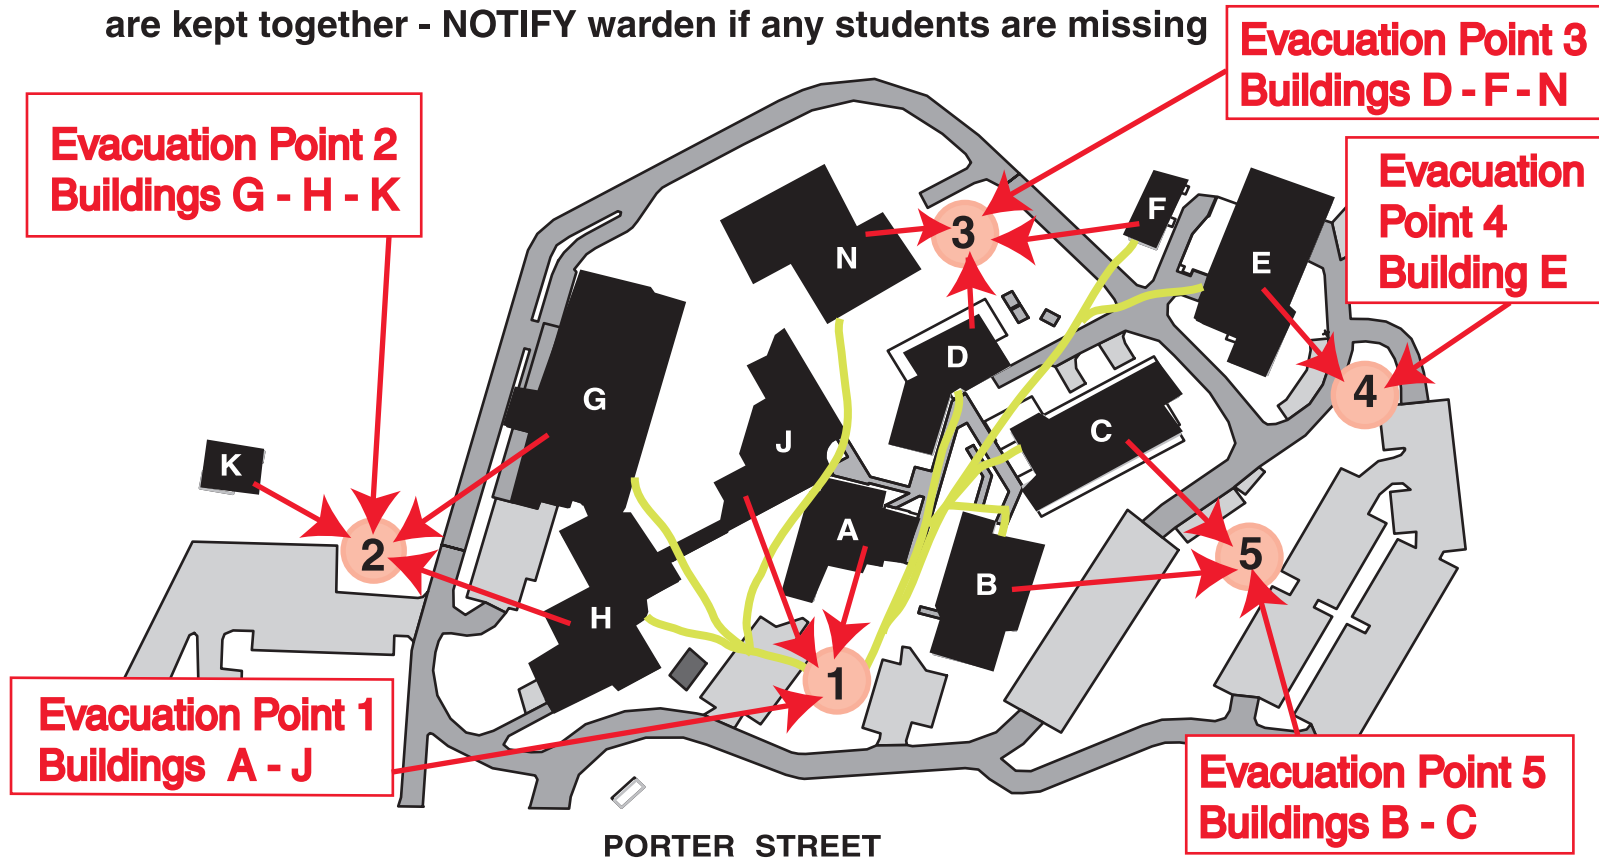 are kept together - NOTIFY warden if any students are missing
Evacuation Point 3
Buildings D - F - N
Evacuation Point 2
Buildings G - H - K
Evacuation
Point 4
Building E
F
3
N
E
D
G
4
J
C
K
A
2
5
B
H
1
Evacuation Point 1
Buildings A - J
Evacuation Point 5
Buildings B - C
PORTER STREET